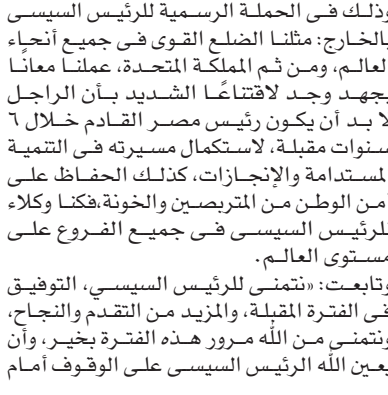 وذلك فى الحملة الرسمية للرئيس السيسى
بالخارج: مثلنا الضلع القوى فى جميع أنحاء
العالم، ومن ثم المملكة المتحدة، عملنا معانًا
بجهد وجد لاقتناعًا الشديد بأن الراجل
لا بد أن يكون رئيس مصر القادم خلال ٦
سنوات مقبلة، لاستكمال مسيرته فى التنمية
المستدامة والإنجازات، كذلك الحفاظ على
أمن الوطن من المتربصين والخونة،فكنا وكلاء
للرئيس السيسى فى جميع الفروع على
مستوى العالم.
وتابعت: «نتمنى للرئيس السيسي، التوفيق
فى الفترة المقبلة، والمزيد من التقدم والنجاح،
ونتمنى من الله مرور هذه الفترة بخير، وأن
يعين الله الرئيس السيسى على الوقوف أمام